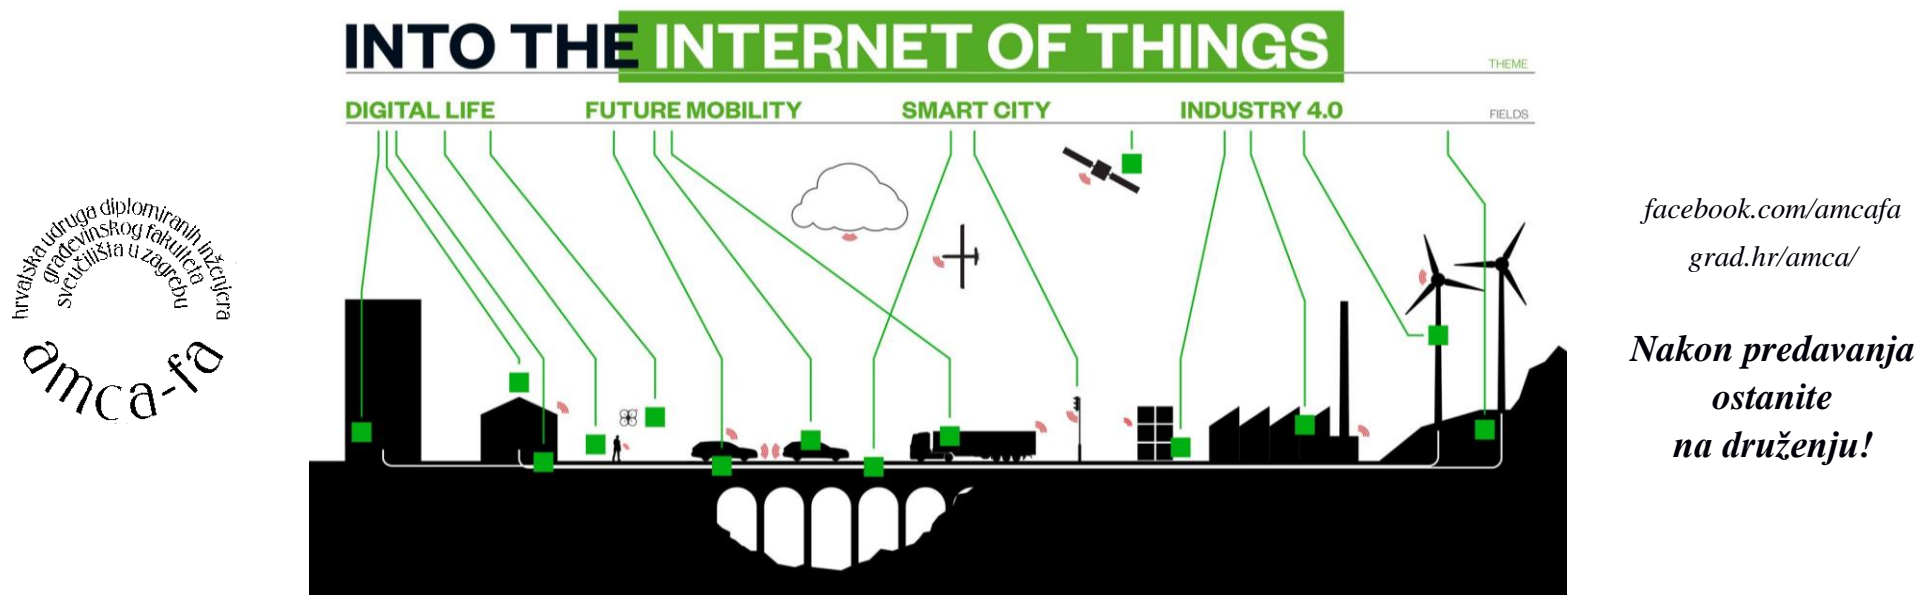 INTO THE INTERNET OF THINGS
THEME
DIGITAL LIFE FUTURE MOBILITY SMART CITY INDUSTRY 4.0
FIELDS
hrvatska udruga diplomiranih inženjera
građevinskog fakulteta
sveučilišta u zagrebu
amca-fa
facebook.com/amcafa
grad.hr/amca/
Nakon predavanja
ostanite
na druženju!